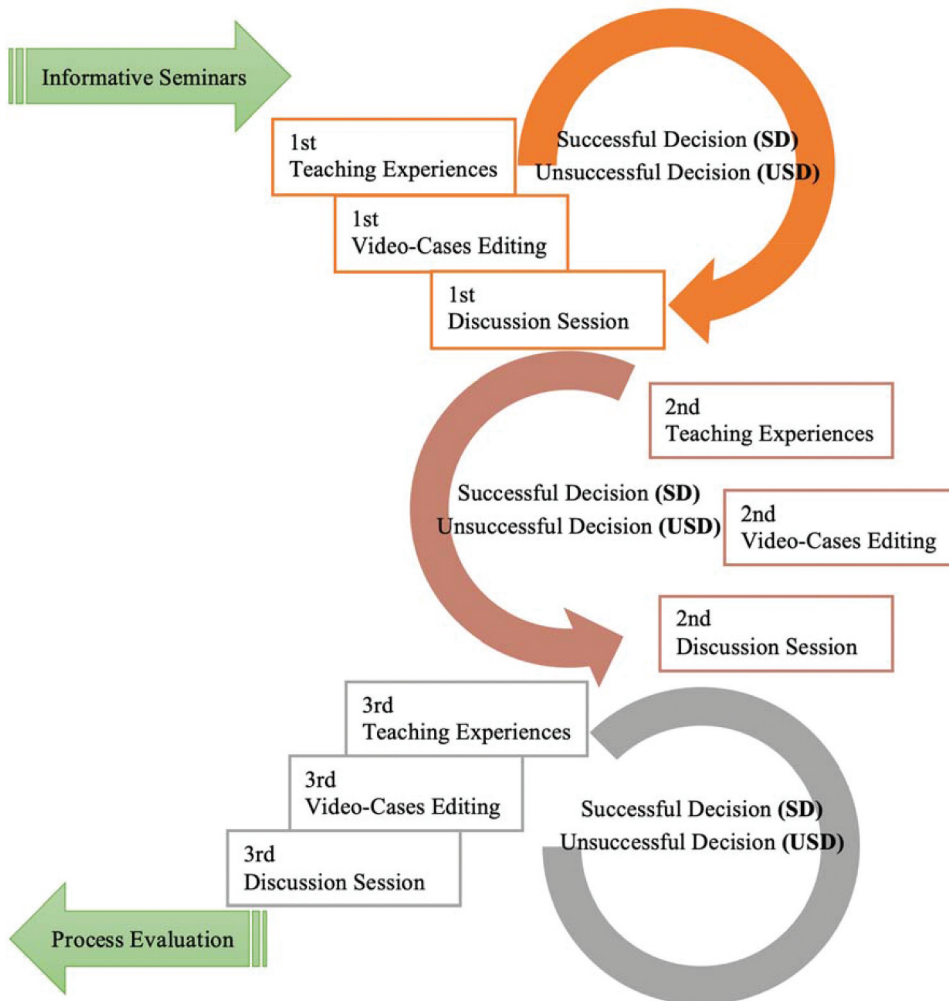 Informative Seminars
1st
Teaching Experiences
Successful Decision (SD)
Unsuccessful Decision (USD)
1st
Video-Cases Editing
1st
Discussion Session
2nd
Teaching Experiences
Successful Decision (SD)
Unsuccessful Decision (USD)
2nd
Video-Cases Editing
2nd
Discussion Session
3rd
Teaching Experiences
3rd
Video-Cases Editing
Successful Decision (SD)
Unsuccessful Decision (USD)
3rd
Discussion Session
Process Evaluation